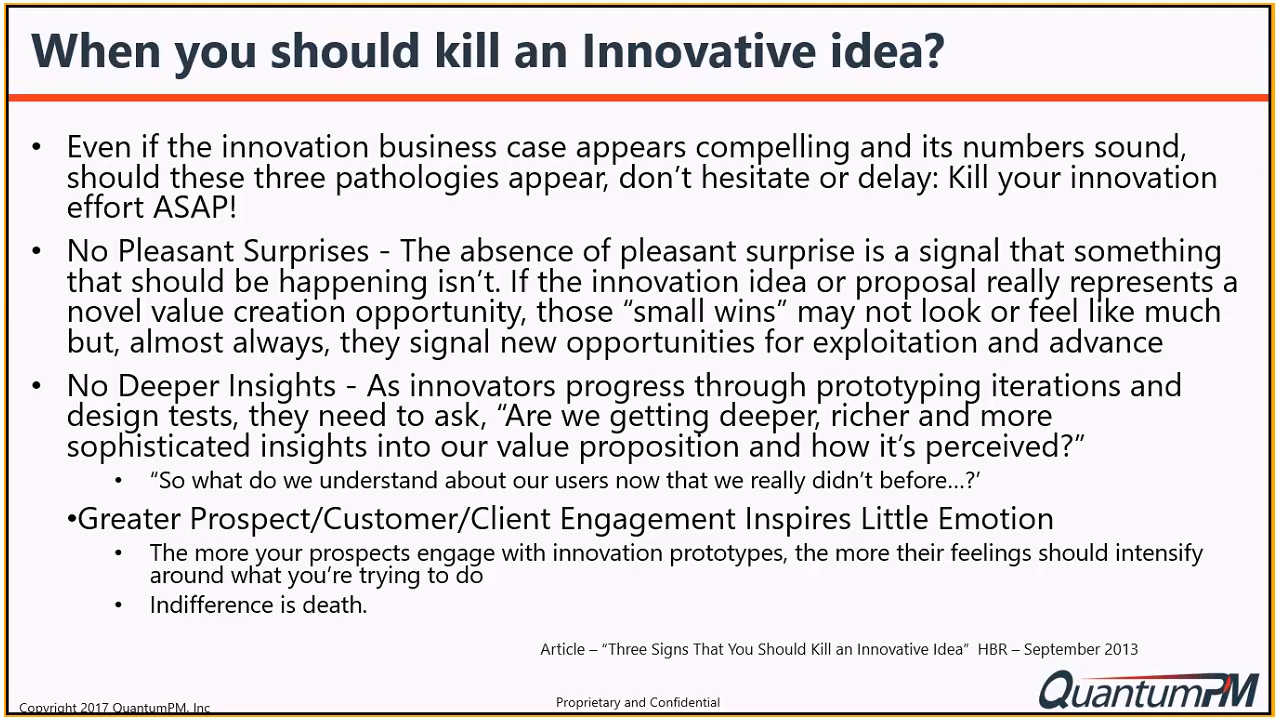 When you should kill an Innovative idea?
• Even if the innovation business case appears compelling and its numbers sound,
should these three pathologies appear, don’t hesitate or delay: Kill your innovation
effort ASAP!
• No Pleasant Surprises - The absence of pleasant surprise is a signal that something
that should be happening isn’t. If the innovation idea or proposal really represents a
novel value creation opportunity, those “small wins” may not look or feel like much
but, almost always, they signal new opportunities for exploitation and advance
• No Deeper Insights - As innovators progress through prototyping iterations and
design tests, they need to ask, “Are we getting deeper, richer and more
sophisticated insights into our value proposition and how it’s perceived?”
• “So what do we understand about our users now that we really didn’t before…?’
•Greater Prospect/Customer/Client Engagement Inspires Little Emotion
• The more your prospects engage with innovation prototypes, the more their feelings should intensify
around what you’re trying to do
• Indifference is death.
Article – “Three Signs That You Should Kill an Innovative Idea” HBR – September 2013
Copyright 2017 QuantumPM, Inc
Proprietary and Confidential
QuantumPM